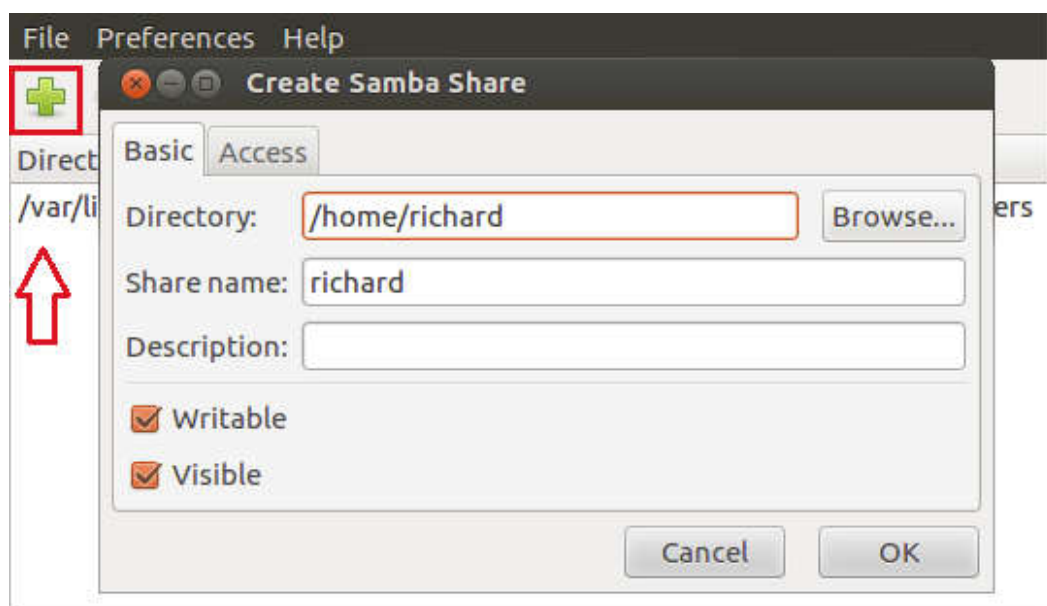 File Preferences Help
Create Samba Share
Direct
Basic Access
/var/li
ers
Directory: /home/richard Browse...
Share name: richard
Description:
Writable
Visible
Cancel OK